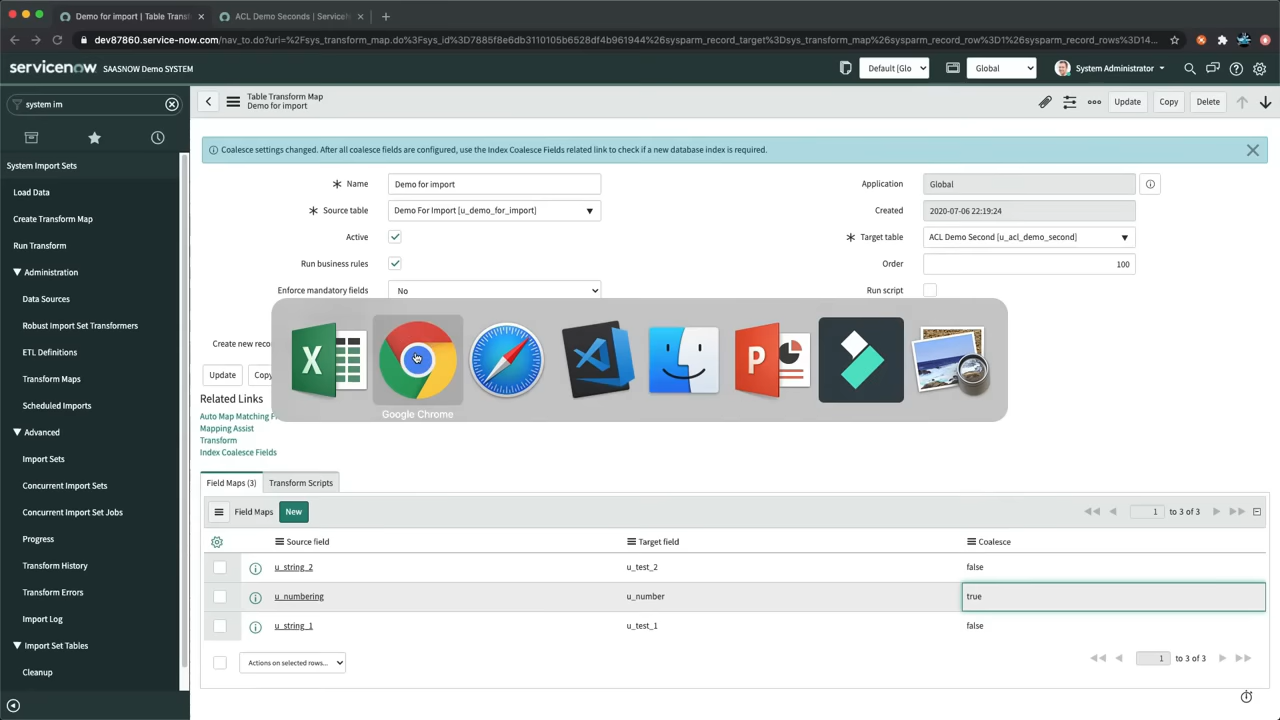 Demo for import | Table Transf
ACL Demo Seconds | ServiceN
dev87860.service-now.com/nav_to.do?uri=%2Fsys_transform_map.do%3Fsys_id%3D7885f8e6db3110105b6528df4b961944%26sysparm_record_target%3Dsys_transform_map%26sysparm_record_row%3D1%26sysparm_record_rows%3D14...
servicenow SAASNOW Demo SYSTEM
Default [Glo
Global
System Administrator
system im
Table Transform Map
Demo for import
Update
Copy
Delete
System Import Sets
Load Data
Create Transform Map
Run Transform
Administration
Data Sources
Robust Import Set Transformers
ETL Definitions
Transform Maps
Scheduled Imports
Advanced
Import Sets
Concurrent Import Sets
Concurrent Import Set Jobs
Progress
Transform History
Transform Errors
Import Log
Import Set Tables
Cleanup
Coalesce settings changed. After all coalesce fields are configured, use the Index Coalesce Fields related link to check if a new database index is required.
Name Demo for import
Source table Demo For Import [u_demo_for_import]
Active
Run business rules
Enforce mandatory fields No
Application Global
Created 2020-07-06 22:19:24
Target table ACL Demo Second [u_acl_demo_second]
Order 100
Run script
Create new reco
Google Chrome
Update
Copy
Related Links
Auto Map Matching F
Mapping Assist
Transform
Index Coalesce Fields
Field Maps (3)
Transform Scripts
Field Maps New 1 to 3 of 3
Source field Target field Coalesce
u_string_2 u_test_2 false
u_numbering u_number true
u_string_1 u_test_1 false
Actions on selected rows... 1 to 3 of 3